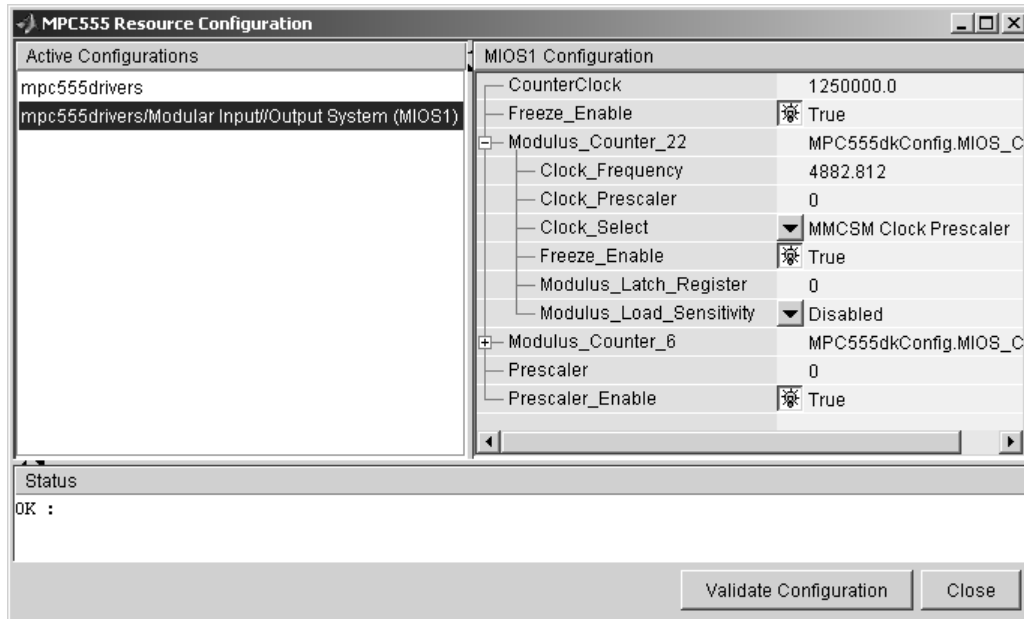 MPC555 Resource Configuration
Active Configurations
mpc555drivers
mpc555drivers/Modular Input//Output System (MIOS1)
MIOS1 Configuration
CounterClock 1250000.0
Freeze_Enable True
Modulus_Counter_22 MPC555dkConfig.MIOS_C
Clock_Frequency 4882.812
Clock_Prescaler 0
Clock_Select MMCSM Clock Prescaler
Freeze_Enable True
Modulus_Latch_Register 0
Modulus_Load_Sensitivity Disabled
Modulus_Counter_6 MPC555dkConfig.MIOS_C
Prescaler 0
Prescaler_Enable True
Status
OK :
Validate Configuration
Close